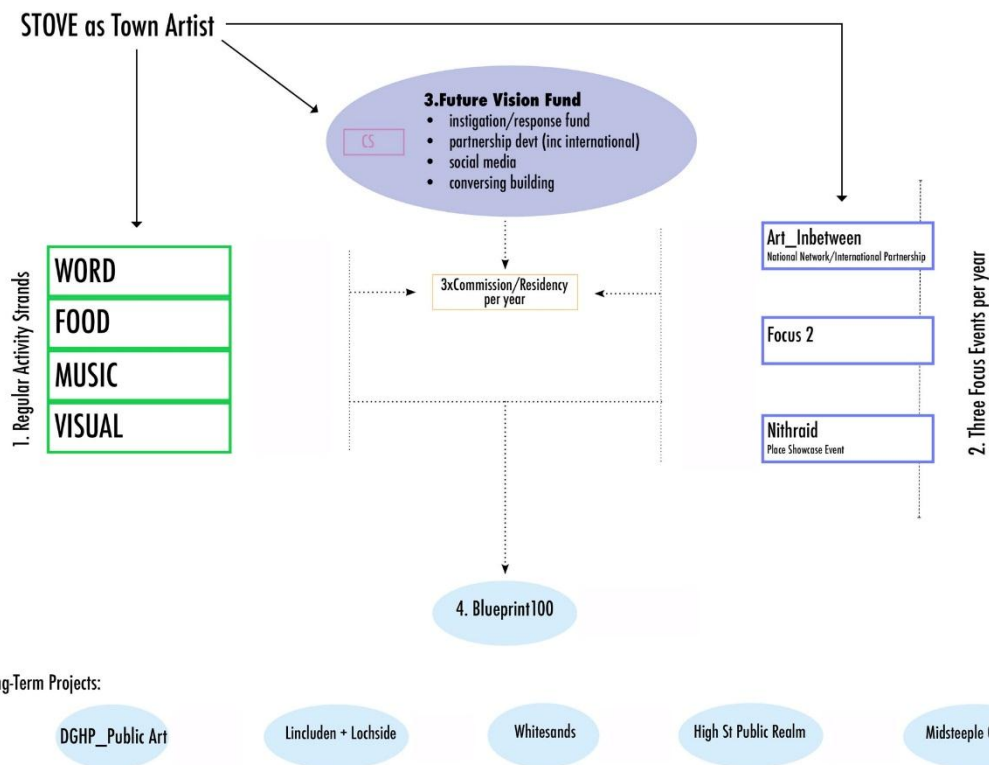 STOVE as Town Artist
3.Future Vision Fund
• instigation/response fund
CS
• partnership devt (inc international)
• social media
• conversing building
1. Regular Activity Strands
WORD
FOOD
MUSIC
VISUAL
3xCommission/Residency
per year
Art_Inbetween
National Network/International Partnership
Focus 2
Nithraid
Place Showcase Event
2. Three Focus Events per year
4. Blueprint100
g-Term Projects:
DGHP_Public Art
Lincluden + Lochside
Whitesands
High St Public Realm
Midsteeple